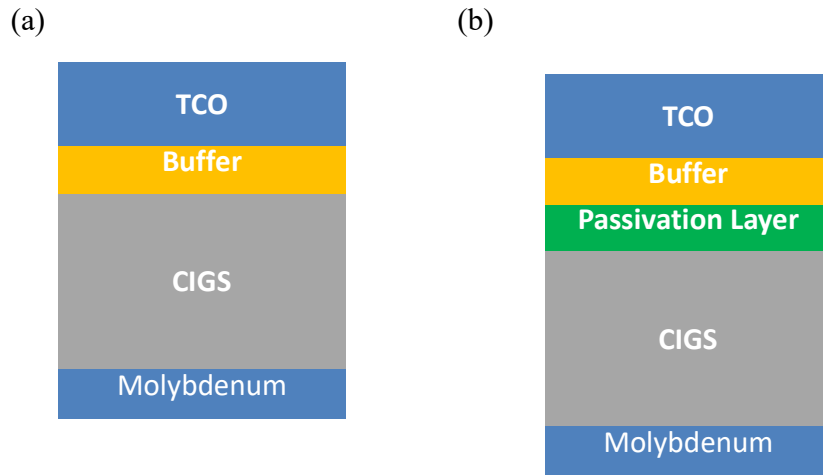 (a)
TCO
Buffer
CIGS
Molybdenum
(b)
TCO
Buffer
Passivation Layer
CIGS
Molybdenum